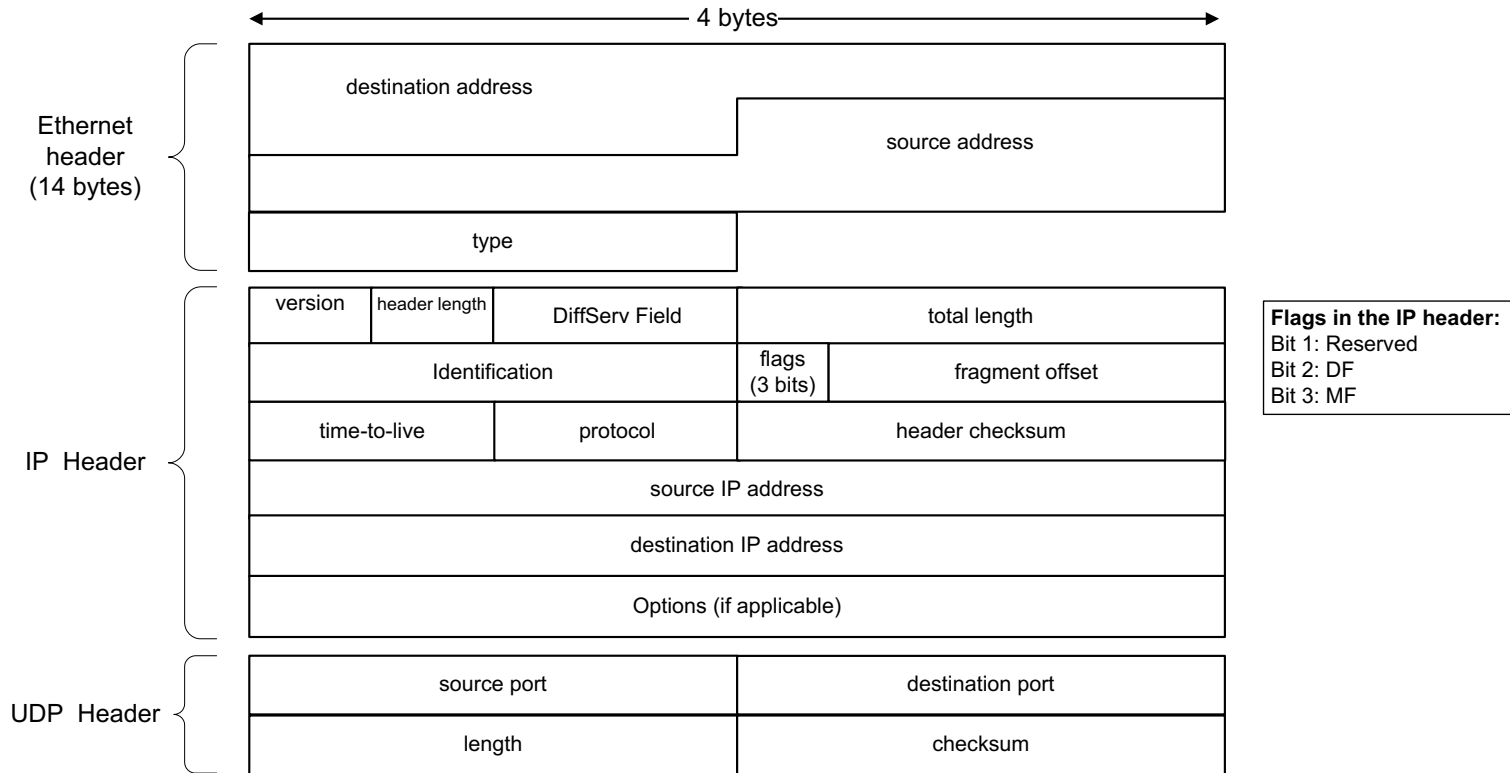 4 bytes
Ethernet
header
(14 bytes)
destination address
source address
type
IP Header
version
header length
DiffServ Field
total length
Identification
flags
(3 bits)
fragment offset
time-to-live
protocol
header checksum
source IP address
destination IP address
Options (if applicable)
Flags in the IP header:
Bit 1: Reserved
Bit 2: DF
Bit 3: MF
UDP Header
source port
destination port
length
checksum